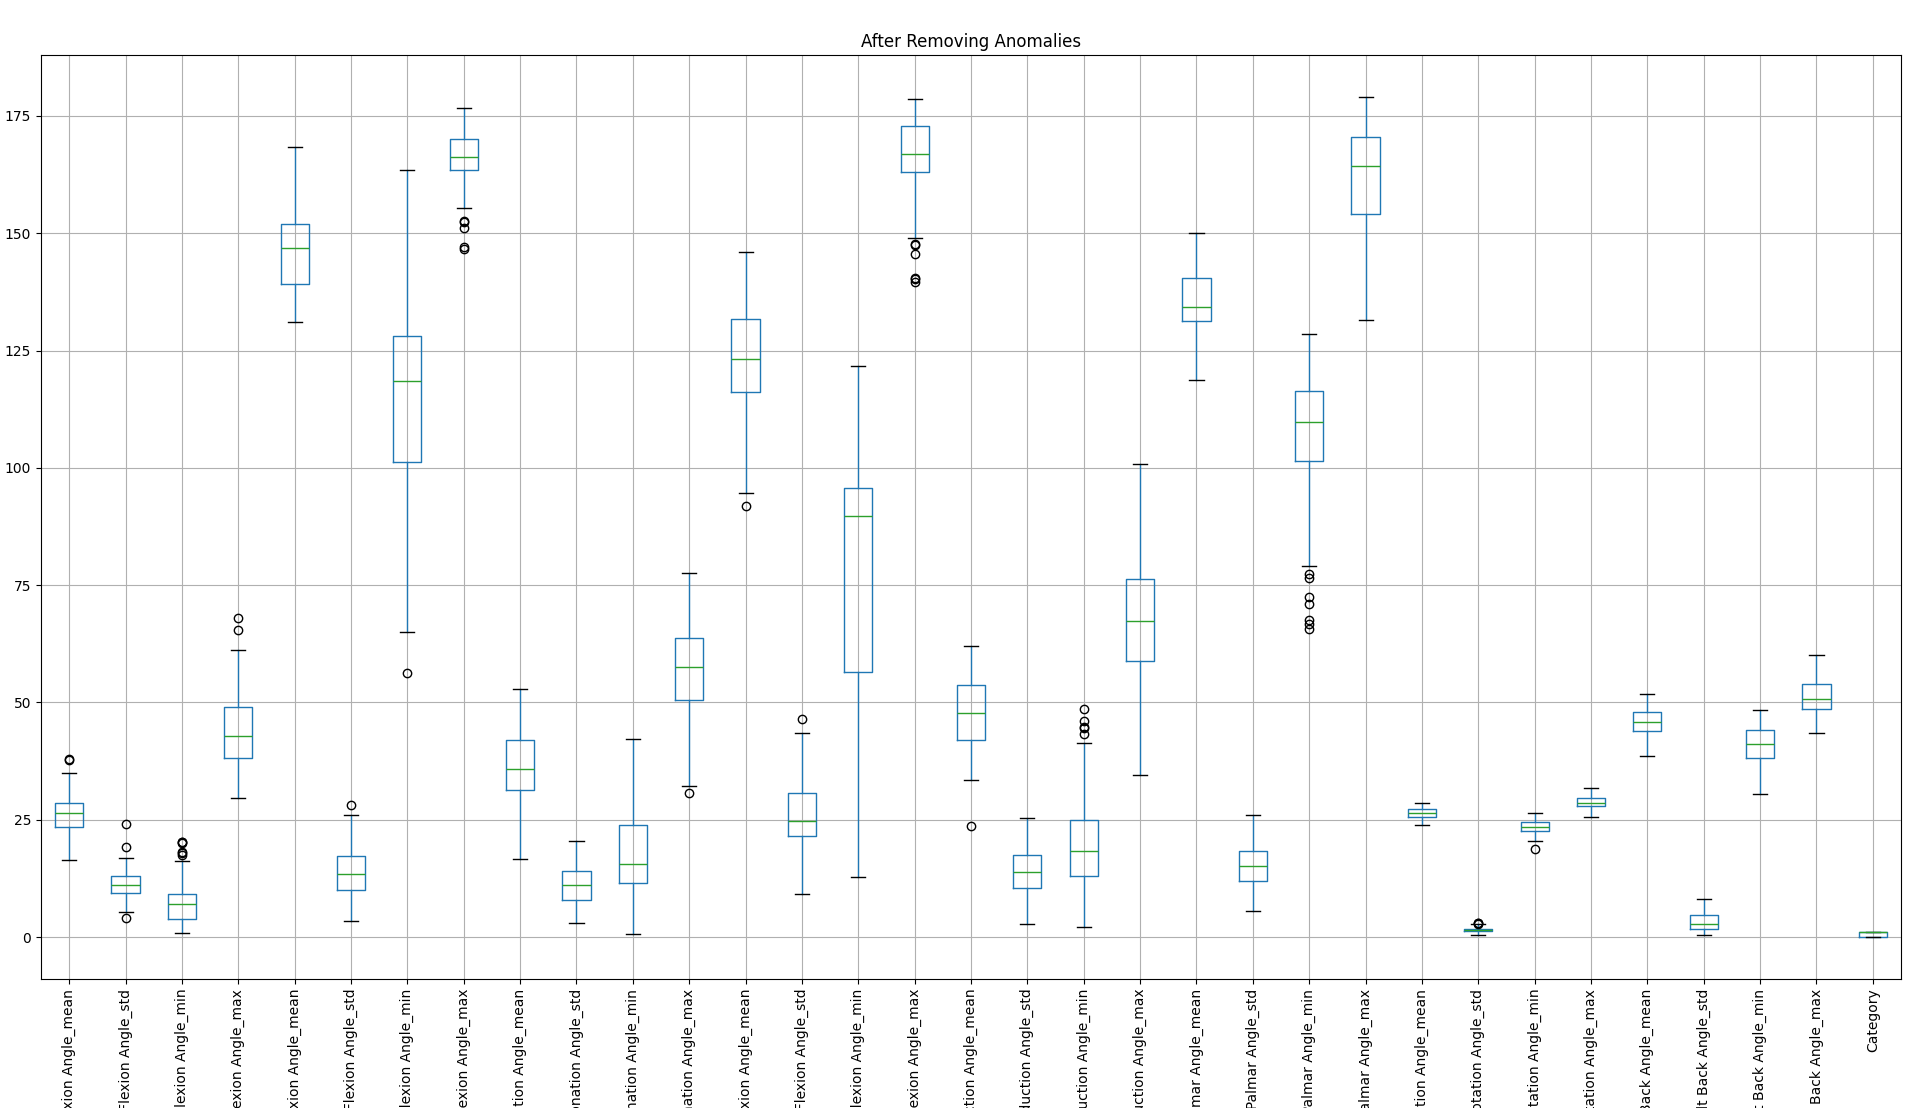 After Removing Anomalies
175
150
125
100
75
50
25
0
xion Angle_mean
Flexion Angle_std
lexion Angle_min
exion Angle_max
xion Angle_mean
Flexion Angle_std
lexion Angle_min
exion Angle_max
tion Angle_mean
onation Angle_std
nation Angle_min
nation Angle_max
xion Angle_mean
Flexion Angle_std
lexion Angle_min
exion Angle_max
ction Angle_mean
duction Angle_std
uction Angle_min
uction Angle_max
mar Angle_mean
Palmar Angle_std
almar Angle_min
almar Angle_max
tion Angle_mean
otation Angle_std
tation Angle_min
tation Angle_max
Back Angle_mean
lt Back Angle_std
t Back Angle_min
Back Angle_max
Category